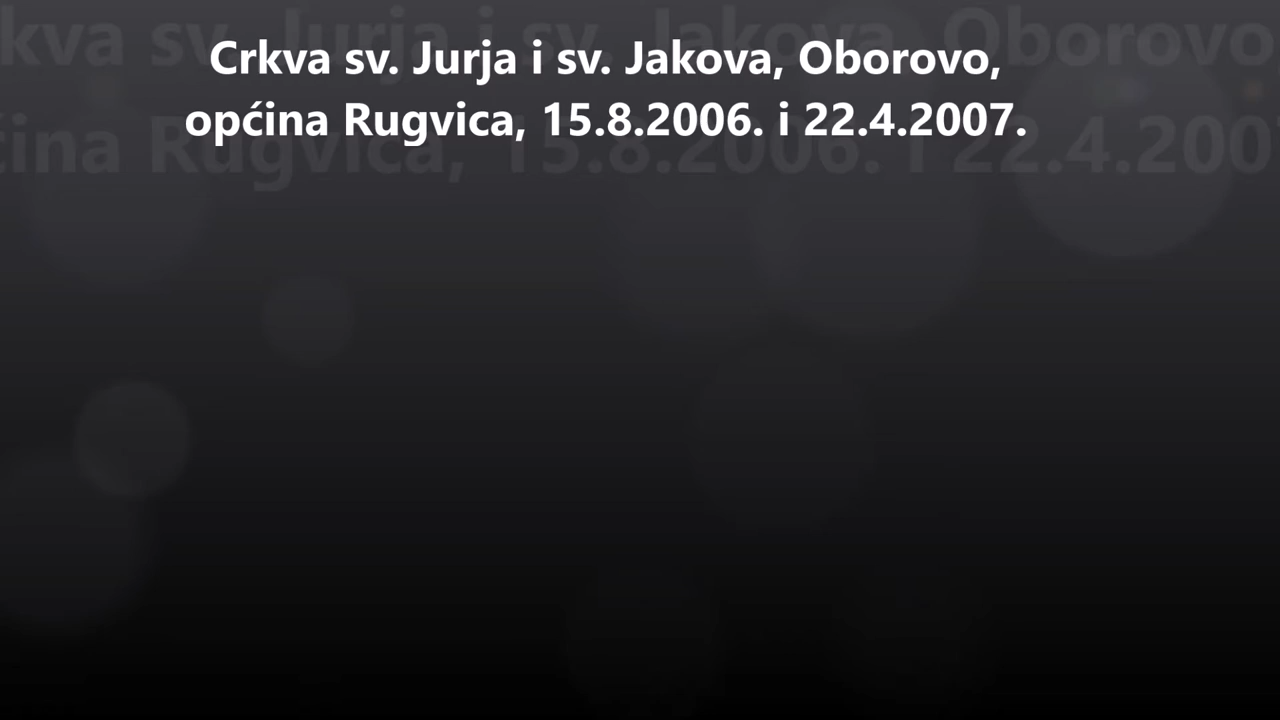 Crkva sv. Jurja i sv. Jakova, Oborovo,
općina Rugvica, 15.8.2006. i 22.4.2007.